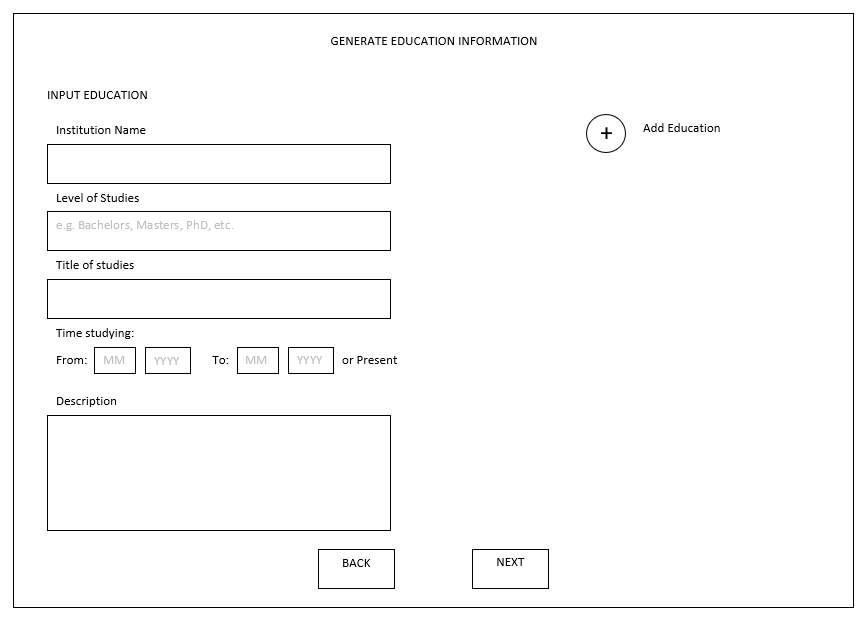 GENERATE EDUCATION INFORMATION
INPUT EDUCATION
Institution Name
+ Add Education
Level of Studies
e.g. Bachelors, Masters, PhD, etc.
Title of studies
Time studying:
From: MM YYYY To: MM YYYY or Present
Description
BACK NEXT